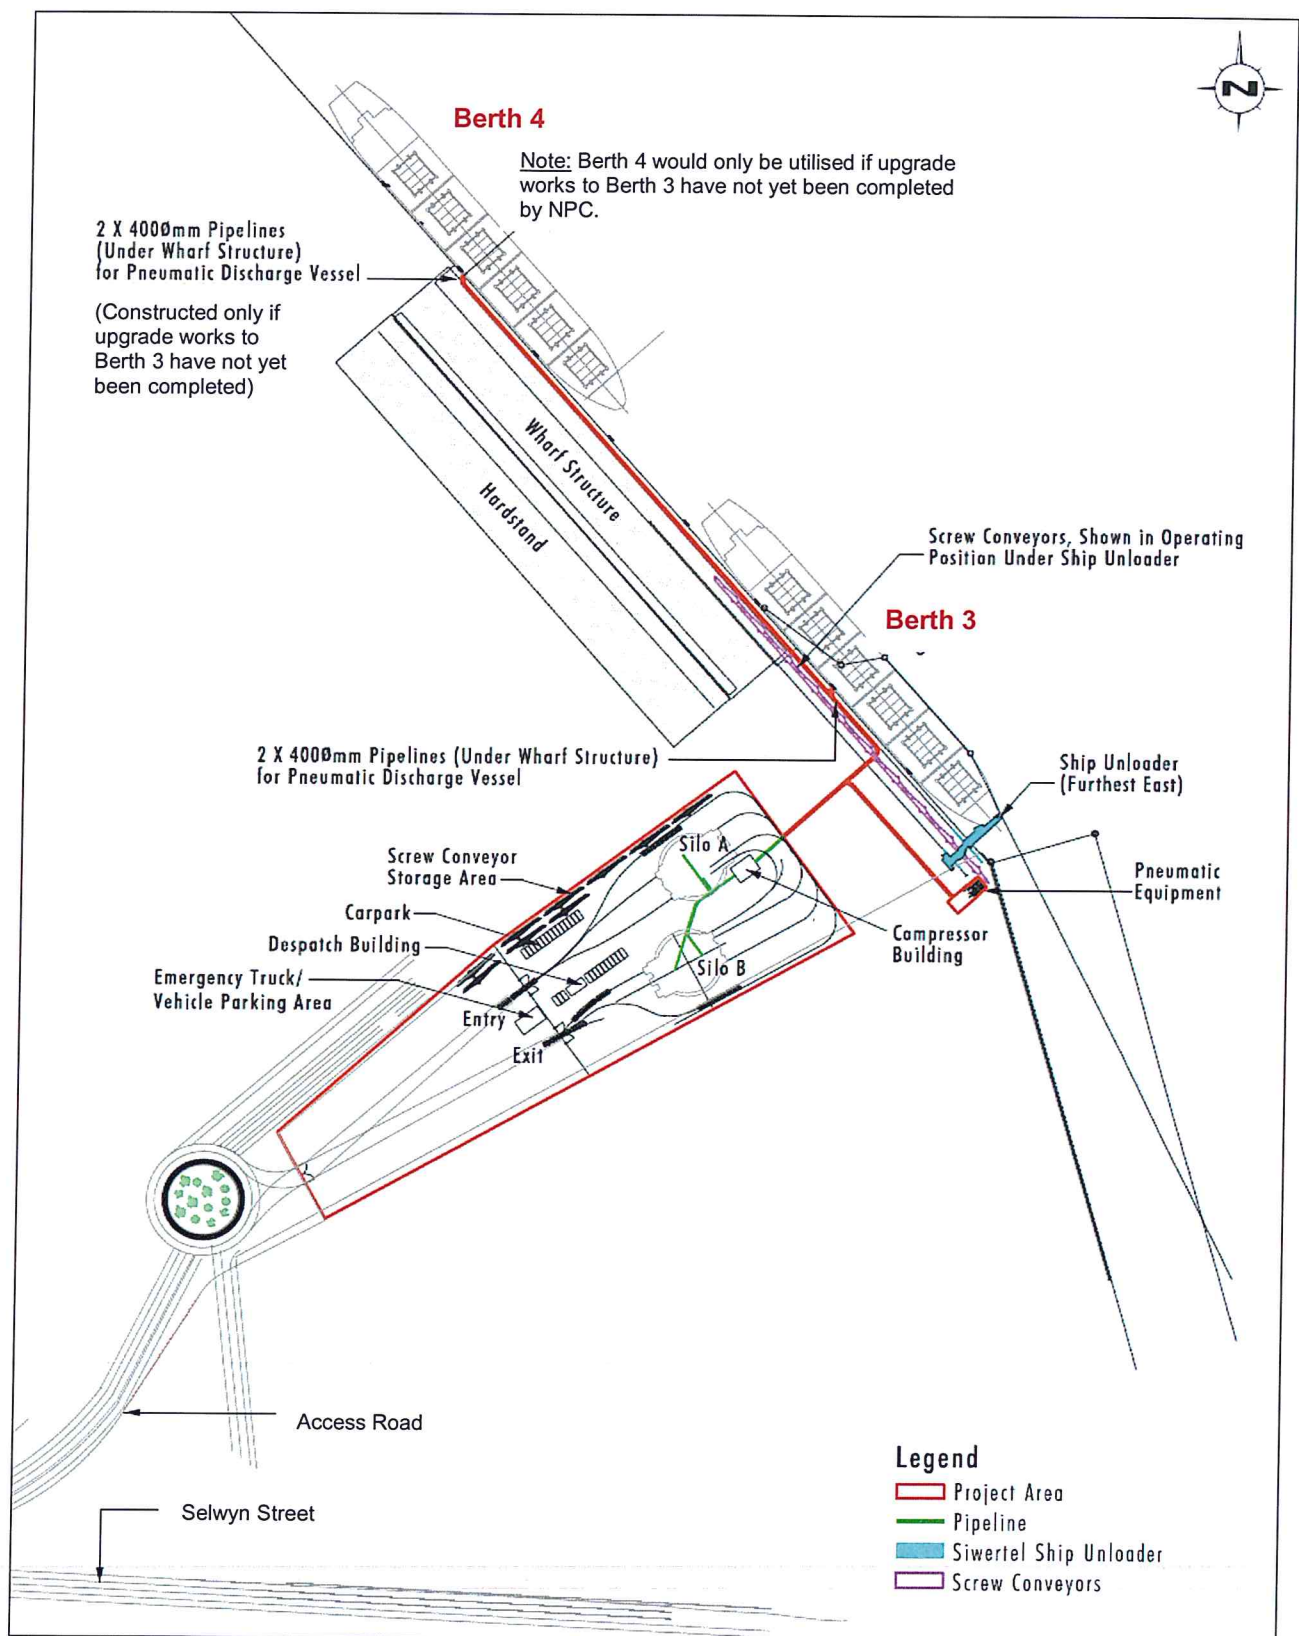 N
Berth 4
Note: Berth 4 would only be utilised if upgrade
works to Berth 3 have not yet been completed
by NPC.
2 X 400Ømm Pipelines
(Under Wharf Structure)
for Pneumatic Discharge Vessel
(Constructed only if
upgrade works to
Berth 3 have not yet
been completed)
Wharf Structure
Hardstand
Screw Conveyors, Shown in Operating
Position Under Ship Unloader
Berth 3
2 X 400Ømm Pipelines (Under Wharf Structure)
for Pneumatic Discharge Vessel
Ship Unloader
(Furthest East)
Silo A
Screw Conveyor
Storage Area
Pneumatic
Equipment
Carpark
Despatch Building
Compressor
Building
Silo B
Emergency Truck/
Vehicle Parking Area
Entry
Exit
Access Road
Selwyn Street
Legend
Project Area
Pipeline
Siwertel Ship Unloader
Screw Conveyors